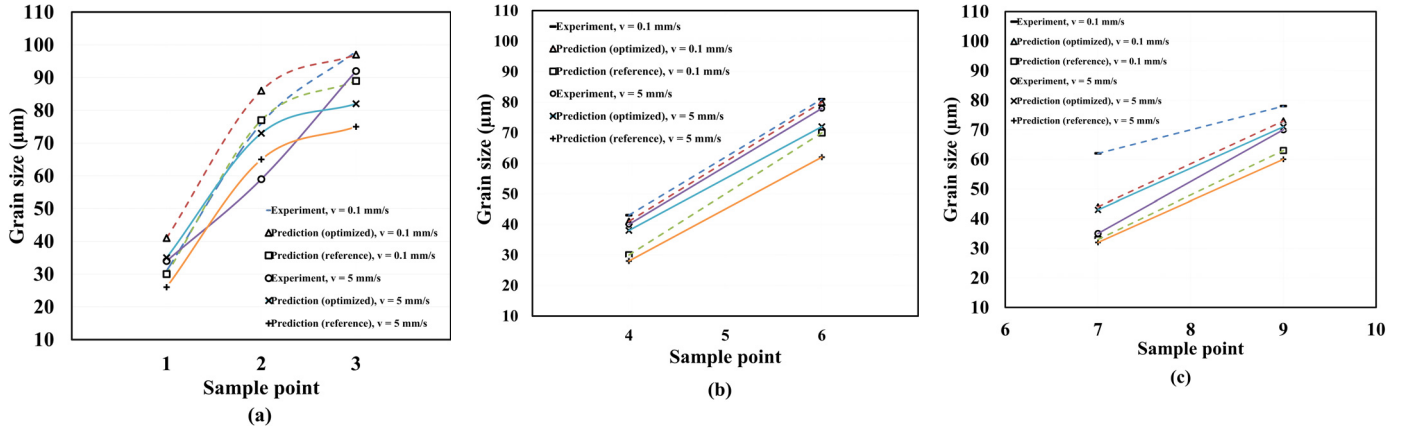 110
100
90
80
70
60
50
40
30
20
10
Grain size (µm)
Experiment, v = 0.1 mm/s
Prediction (optimized), v = 0.1 mm/s
Prediction (reference), v = 0.1 mm/s
Experiment, v = 5 mm/s
Prediction (optimized), v = 5 mm/s
Prediction (reference), v = 5 mm/s
1 2 3
Sample point
(a)
110
100
90
80
70
60
50
40
30
20
10
Grain size (µm)
Experiment, v = 0.1 mm/s
Prediction (optimized), v = 0.1 mm/s
Prediction (reference), v = 0.1 mm/s
Experiment, v = 5 mm/s
Prediction (optimized), v = 5 mm/s
Prediction (reference), v = 5 mm/s
4 5 6
Sample point
(b)
110
100
90
80
70
60
50
40
30
20
10
Grain size (µm)
Experiment, v = 0.1 mm/s
Prediction (optimized), v = 0.1 mm/s
Prediction (reference), v = 0.1 mm/s
Experiment, v = 5 mm/s
Prediction (optimized), v = 5 mm/s
Prediction (reference), v = 5 mm/s
6 7 8 9 10
Sample point
(c)